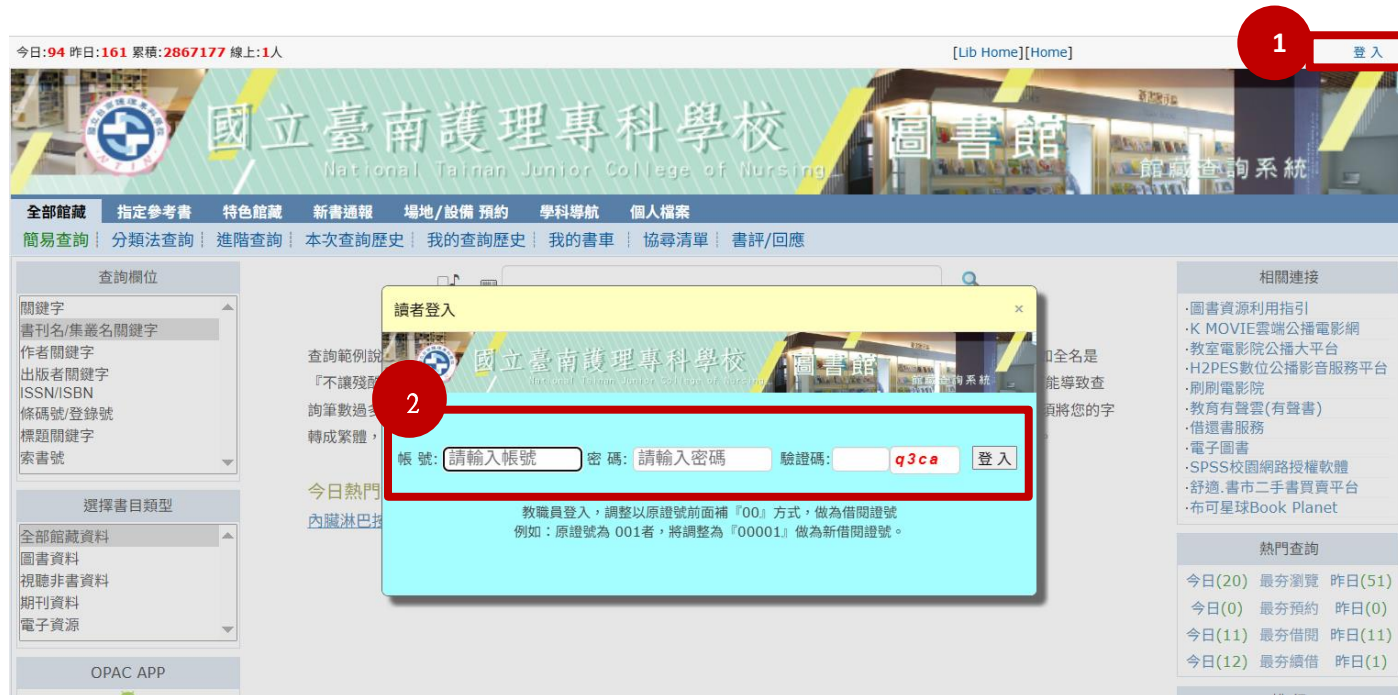 今日:94 昨日:161 累積:2867177 線上:1人
[Lib Home][Home]
1
登 入
國立臺南護理專科學校
圖書館
National Tainan Junior College of Nursing
館藏查詢系統
全部館藏 指定參考書 特色館藏 新書通報 場地/設備 預約 學科導航 個人檔案
簡易查詢 分類法查詢 進階查詢 本次查詢歷史 我的查詢歷史 我的書車 協尋清單 書評/回應
查詢欄位
關鍵字
書刊名/集叢名關鍵字
作者關鍵字
出版者關鍵字
ISSN/ISBN
條碼號/登錄號
標題關鍵字
索書號
選擇書目類型
全部館藏資料
圖書資料
視聽非書資料
期刊資料
電子資源
OPAC APP
查詢範例說
如全名是
『不讓殘酷
能導致查
詢筆數過多
須將您的字
轉成繁體，
今日熱門
內臟淋巴按
讀者登入
×
國立臺南護理專科學校
圖書館
館藏查詢系統
2
帳 號: 請輸入帳號 密 碼: 請輸入密碼 驗證碼: q3ca 登 入
教職員登入，調整以原證號前面補『00』方式，做為借閱證號
例如：原證號為 001者，將調整為『00001』做為新借閱證號。
相關連接
·圖書資源利用指引
·K MOVIE雲端公播電影網
·教室電影院公播大平台
·H2PES數位公播影音服務平台
·刷刷電影院
·教育有聲雲(有聲書)
·借還書服務
·電子圖書
·SPSS校園網路授權軟體
·舒適.書市二手書買賣平台
·布可星球Book Planet
熱門查詢
今日(20) 最夯瀏覽 昨日(51)
今日(0) 最夯預約 昨日(0)
今日(11) 最夯借閱 昨日(11)
今日(12) 最夯續借 昨日(1)